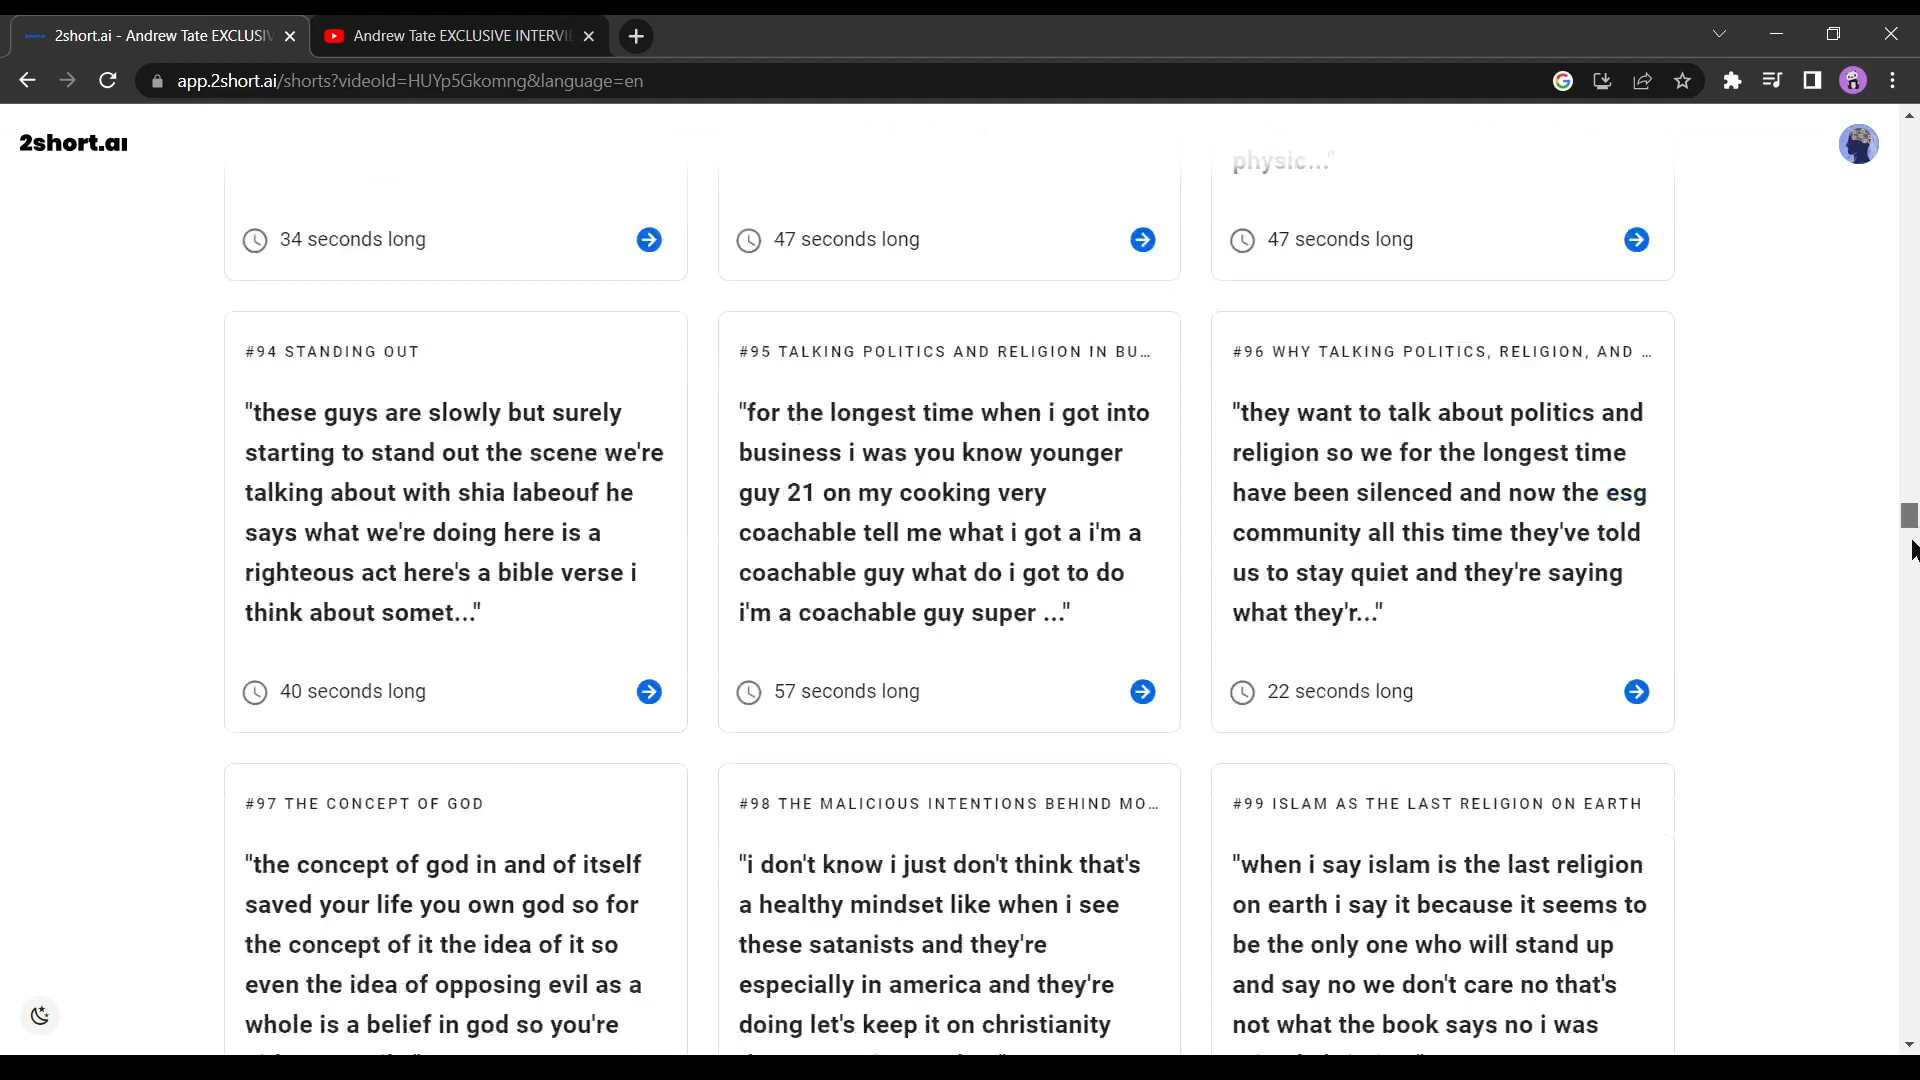 2short.ai - Andrew Tate EXCLUSIV
Andrew Tate EXCLUSIVE INTERVI
app.2short.ai/shorts?videoId=HUYp5Gkomng&language=en
2short.ai
physic..."
34 seconds long
47 seconds long
47 seconds long
#94 STANDING OUT
"these guys are slowly but surely
starting to stand out the scene we're
talking about with shia labeouf he
says what we're doing here is a
righteous act here's a bible verse i
think about somet..."
40 seconds long
#95 TALKING POLITICS AND RELIGION IN BU...
"for the longest time when i got into
business i was you know younger
guy 21 on my cooking very
coachable tell me what i got a i'm a
coachable guy what do i got to do
i'm a coachable guy super ..."
57 seconds long
#96 WHY TALKING POLITICS, RELIGION, AND ...
"they want to talk about politics and
religion so we for the longest time
have been silenced and now the esg
community all this time they've told
us to stay quiet and they're saying
what they'r..."
22 seconds long
#97 THE CONCEPT OF GOD
"the concept of god in and of itself
saved your life you own god so for
the concept of it the idea of it so
even the idea of opposing evil as a
whole is a belief in god so you're
#98 THE MALICIOUS INTENTIONS BEHIND MO...
"i don't know i just don't think that's
a healthy mindset like when i see
these satanists and they're
especially in america and they're
doing let's keep it on christianity
#99 ISLAM AS THE LAST RELIGION ON EARTH
"when i say islam is the last religion
on earth i say it because it seems to
be the only one who will stand up
and say no we don't care no that's
not what the book says no i was